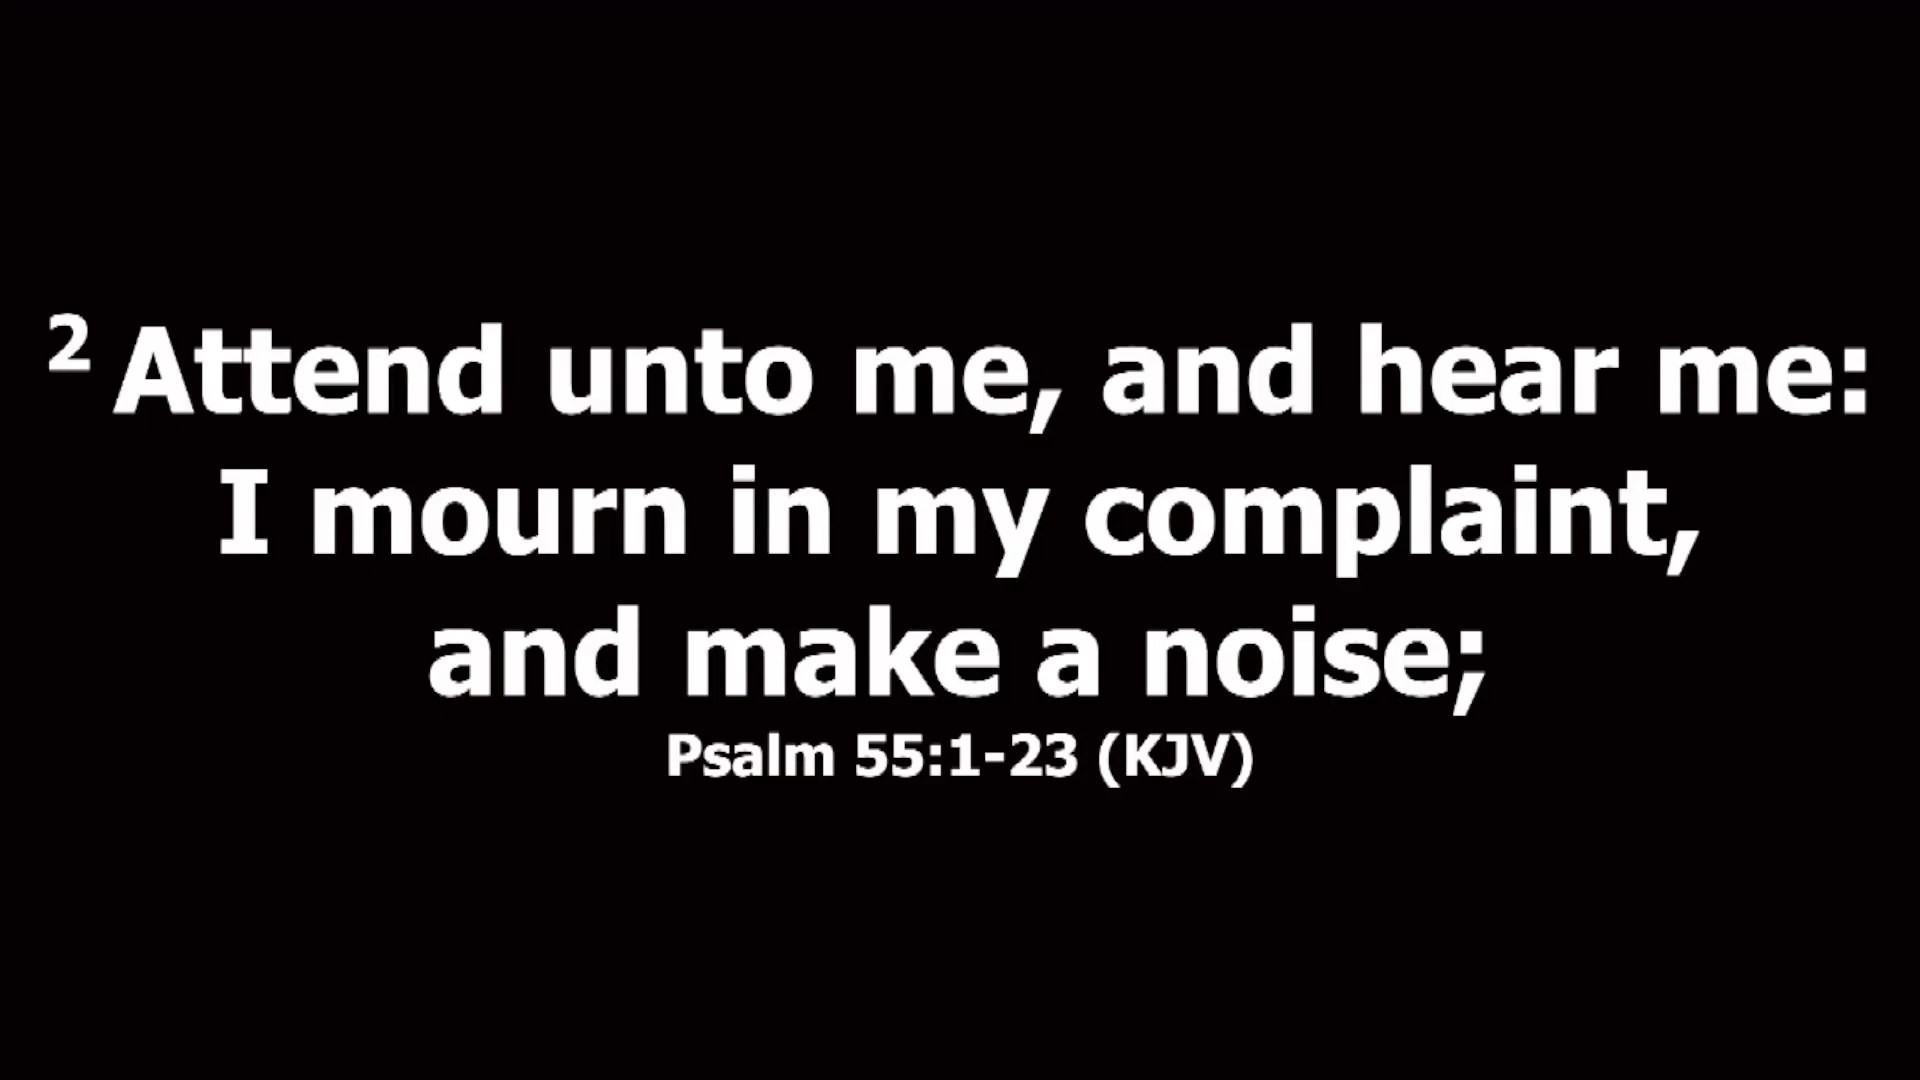 2 Attend unto me, and hear me:
I mourn in my complaint,
and make a noise;
Psalm 55:1-23 (KJV)